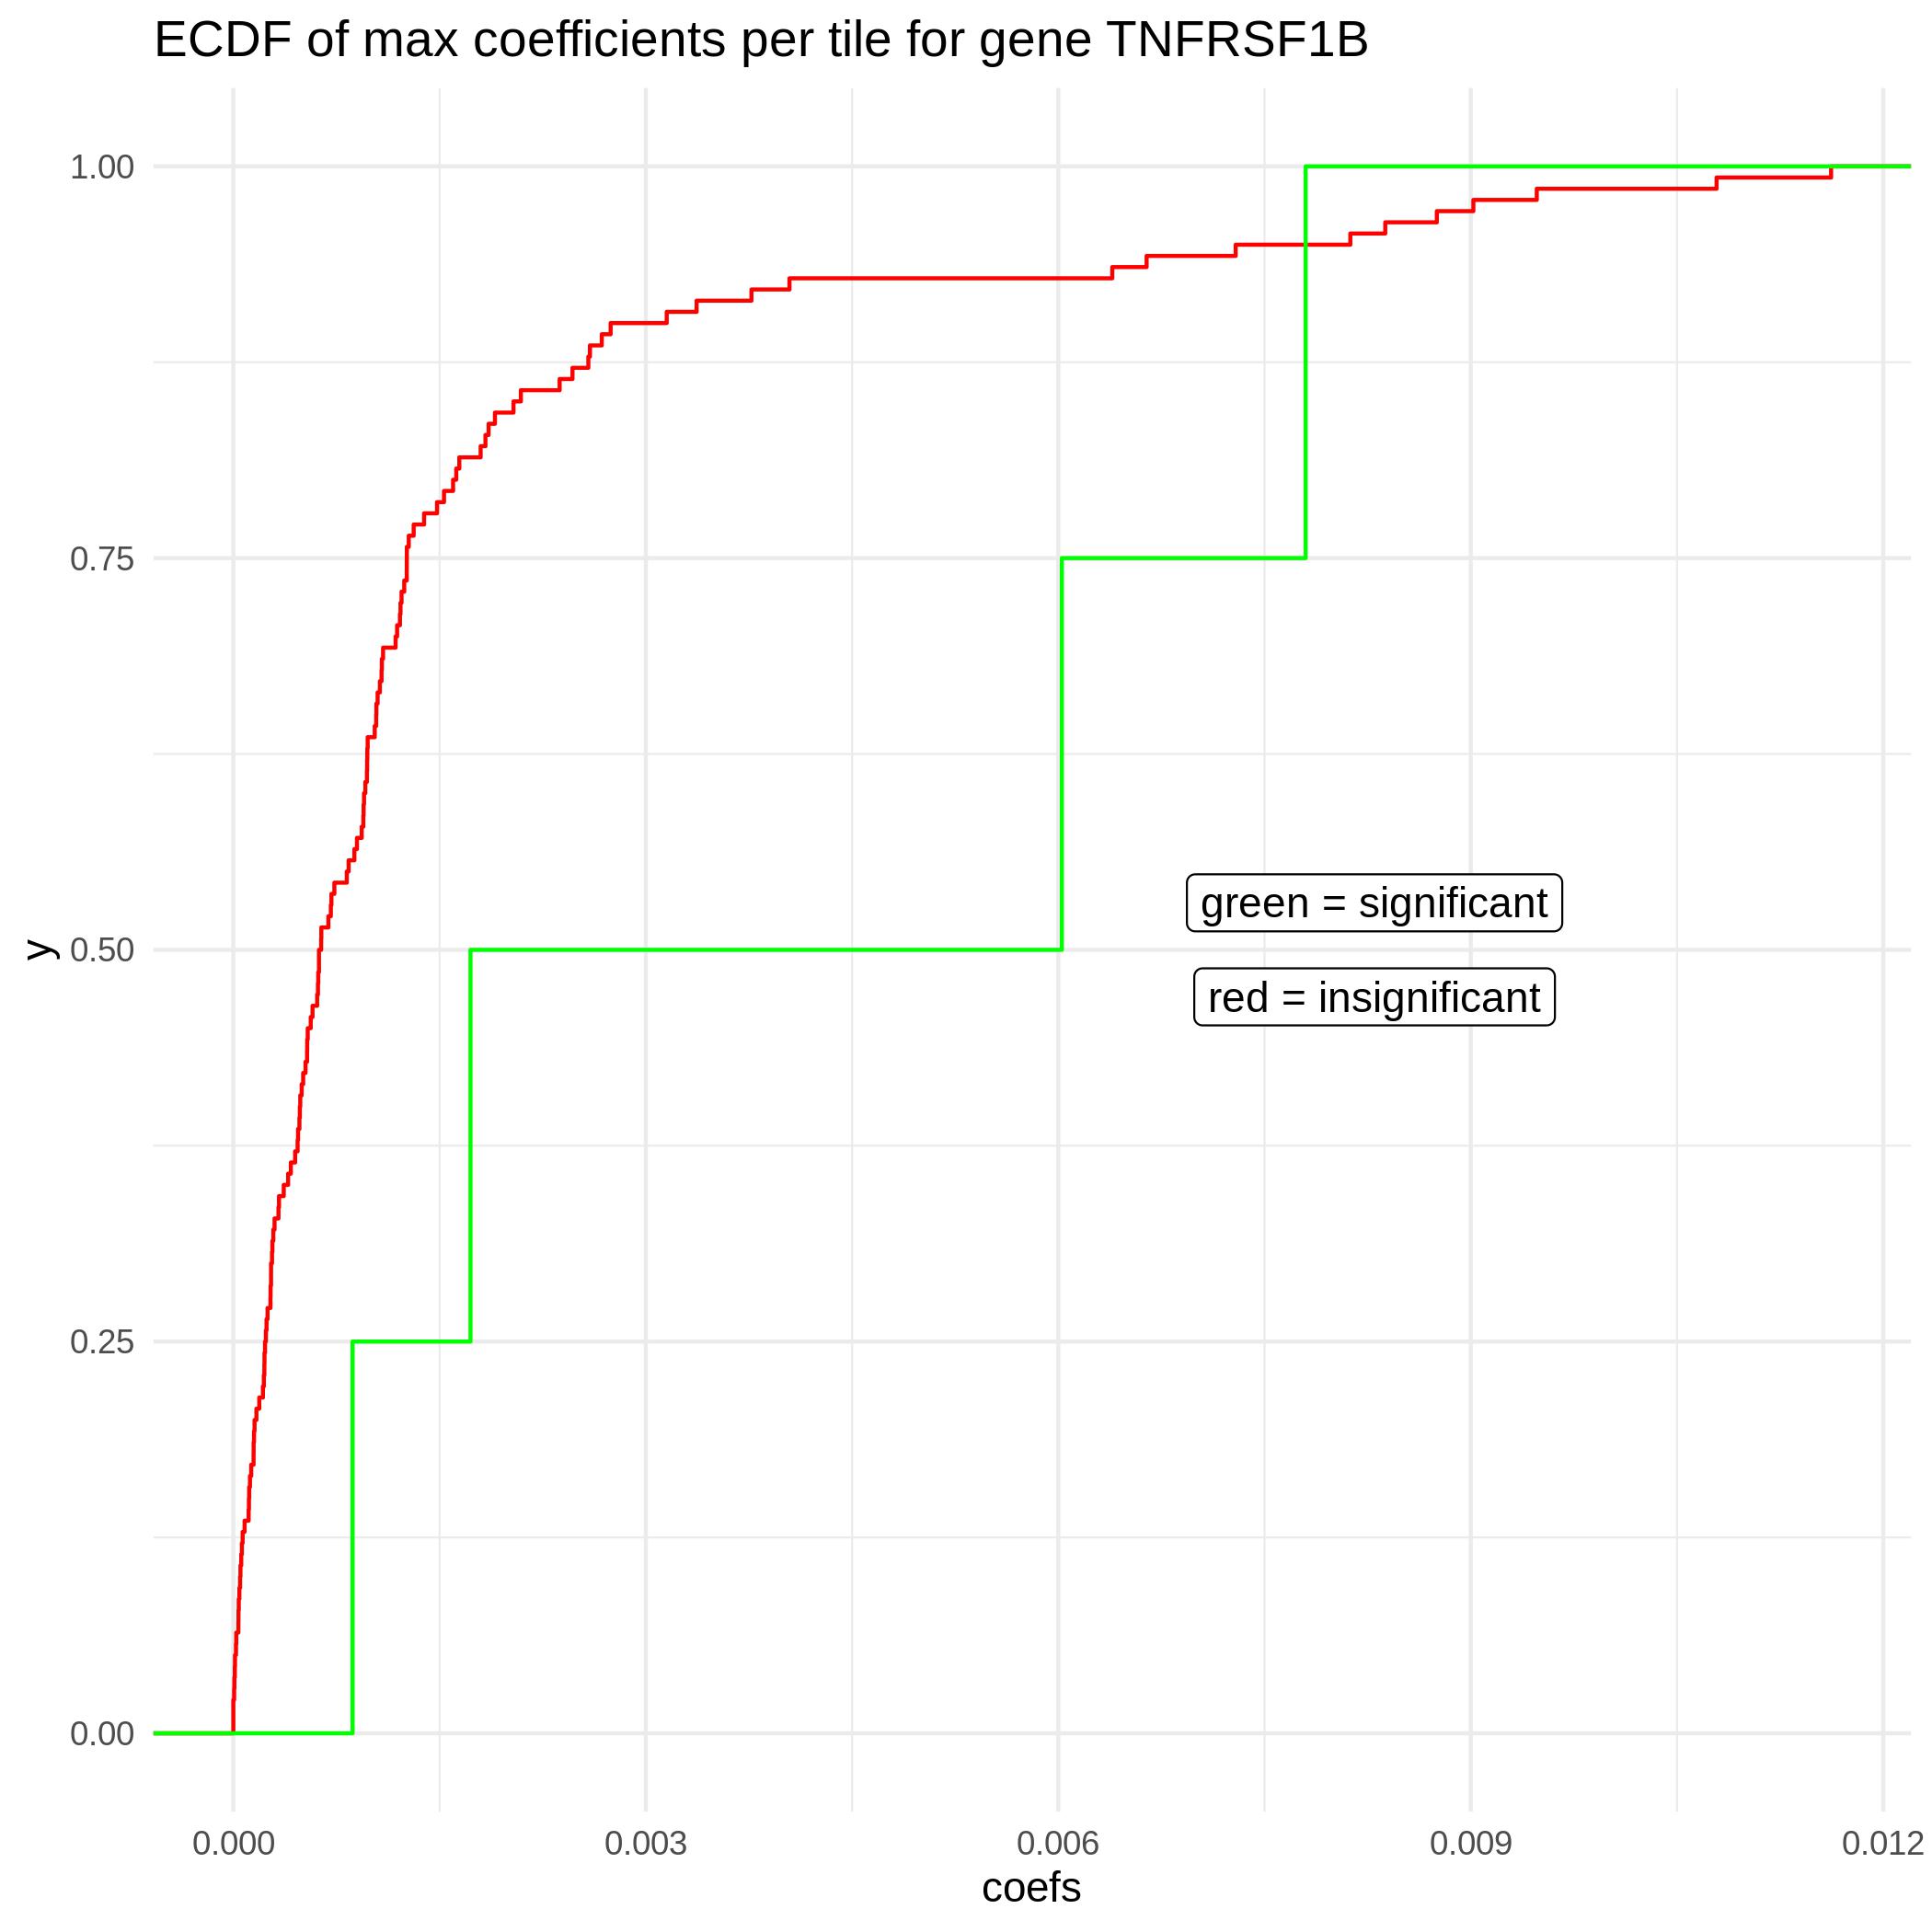 ECDF of max coefficients per tile for gene TNFRSF1B
1.00
0.75
0.50
0.25
0.00
y
green = significant
red = insignificant
0.000
0.003
0.006
0.009
0.012
coefs